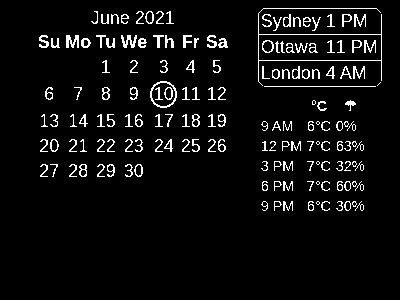 June 2021
Su Mo Tu We Th Fr Sa
1 2 3 4 5
6 7 8 9 10 11 12
13 14 15 16 17 18 19
20 21 22 23 24 25 26
27 28 29 30
Sydney 1 PM
Ottawa 11 PM
London 4 AM
°C
9 AM 6°C 0%
12 PM 7°C 63%
3 PM 7°C 32%
6 PM 7°C 60%
9 PM 6°C 30%